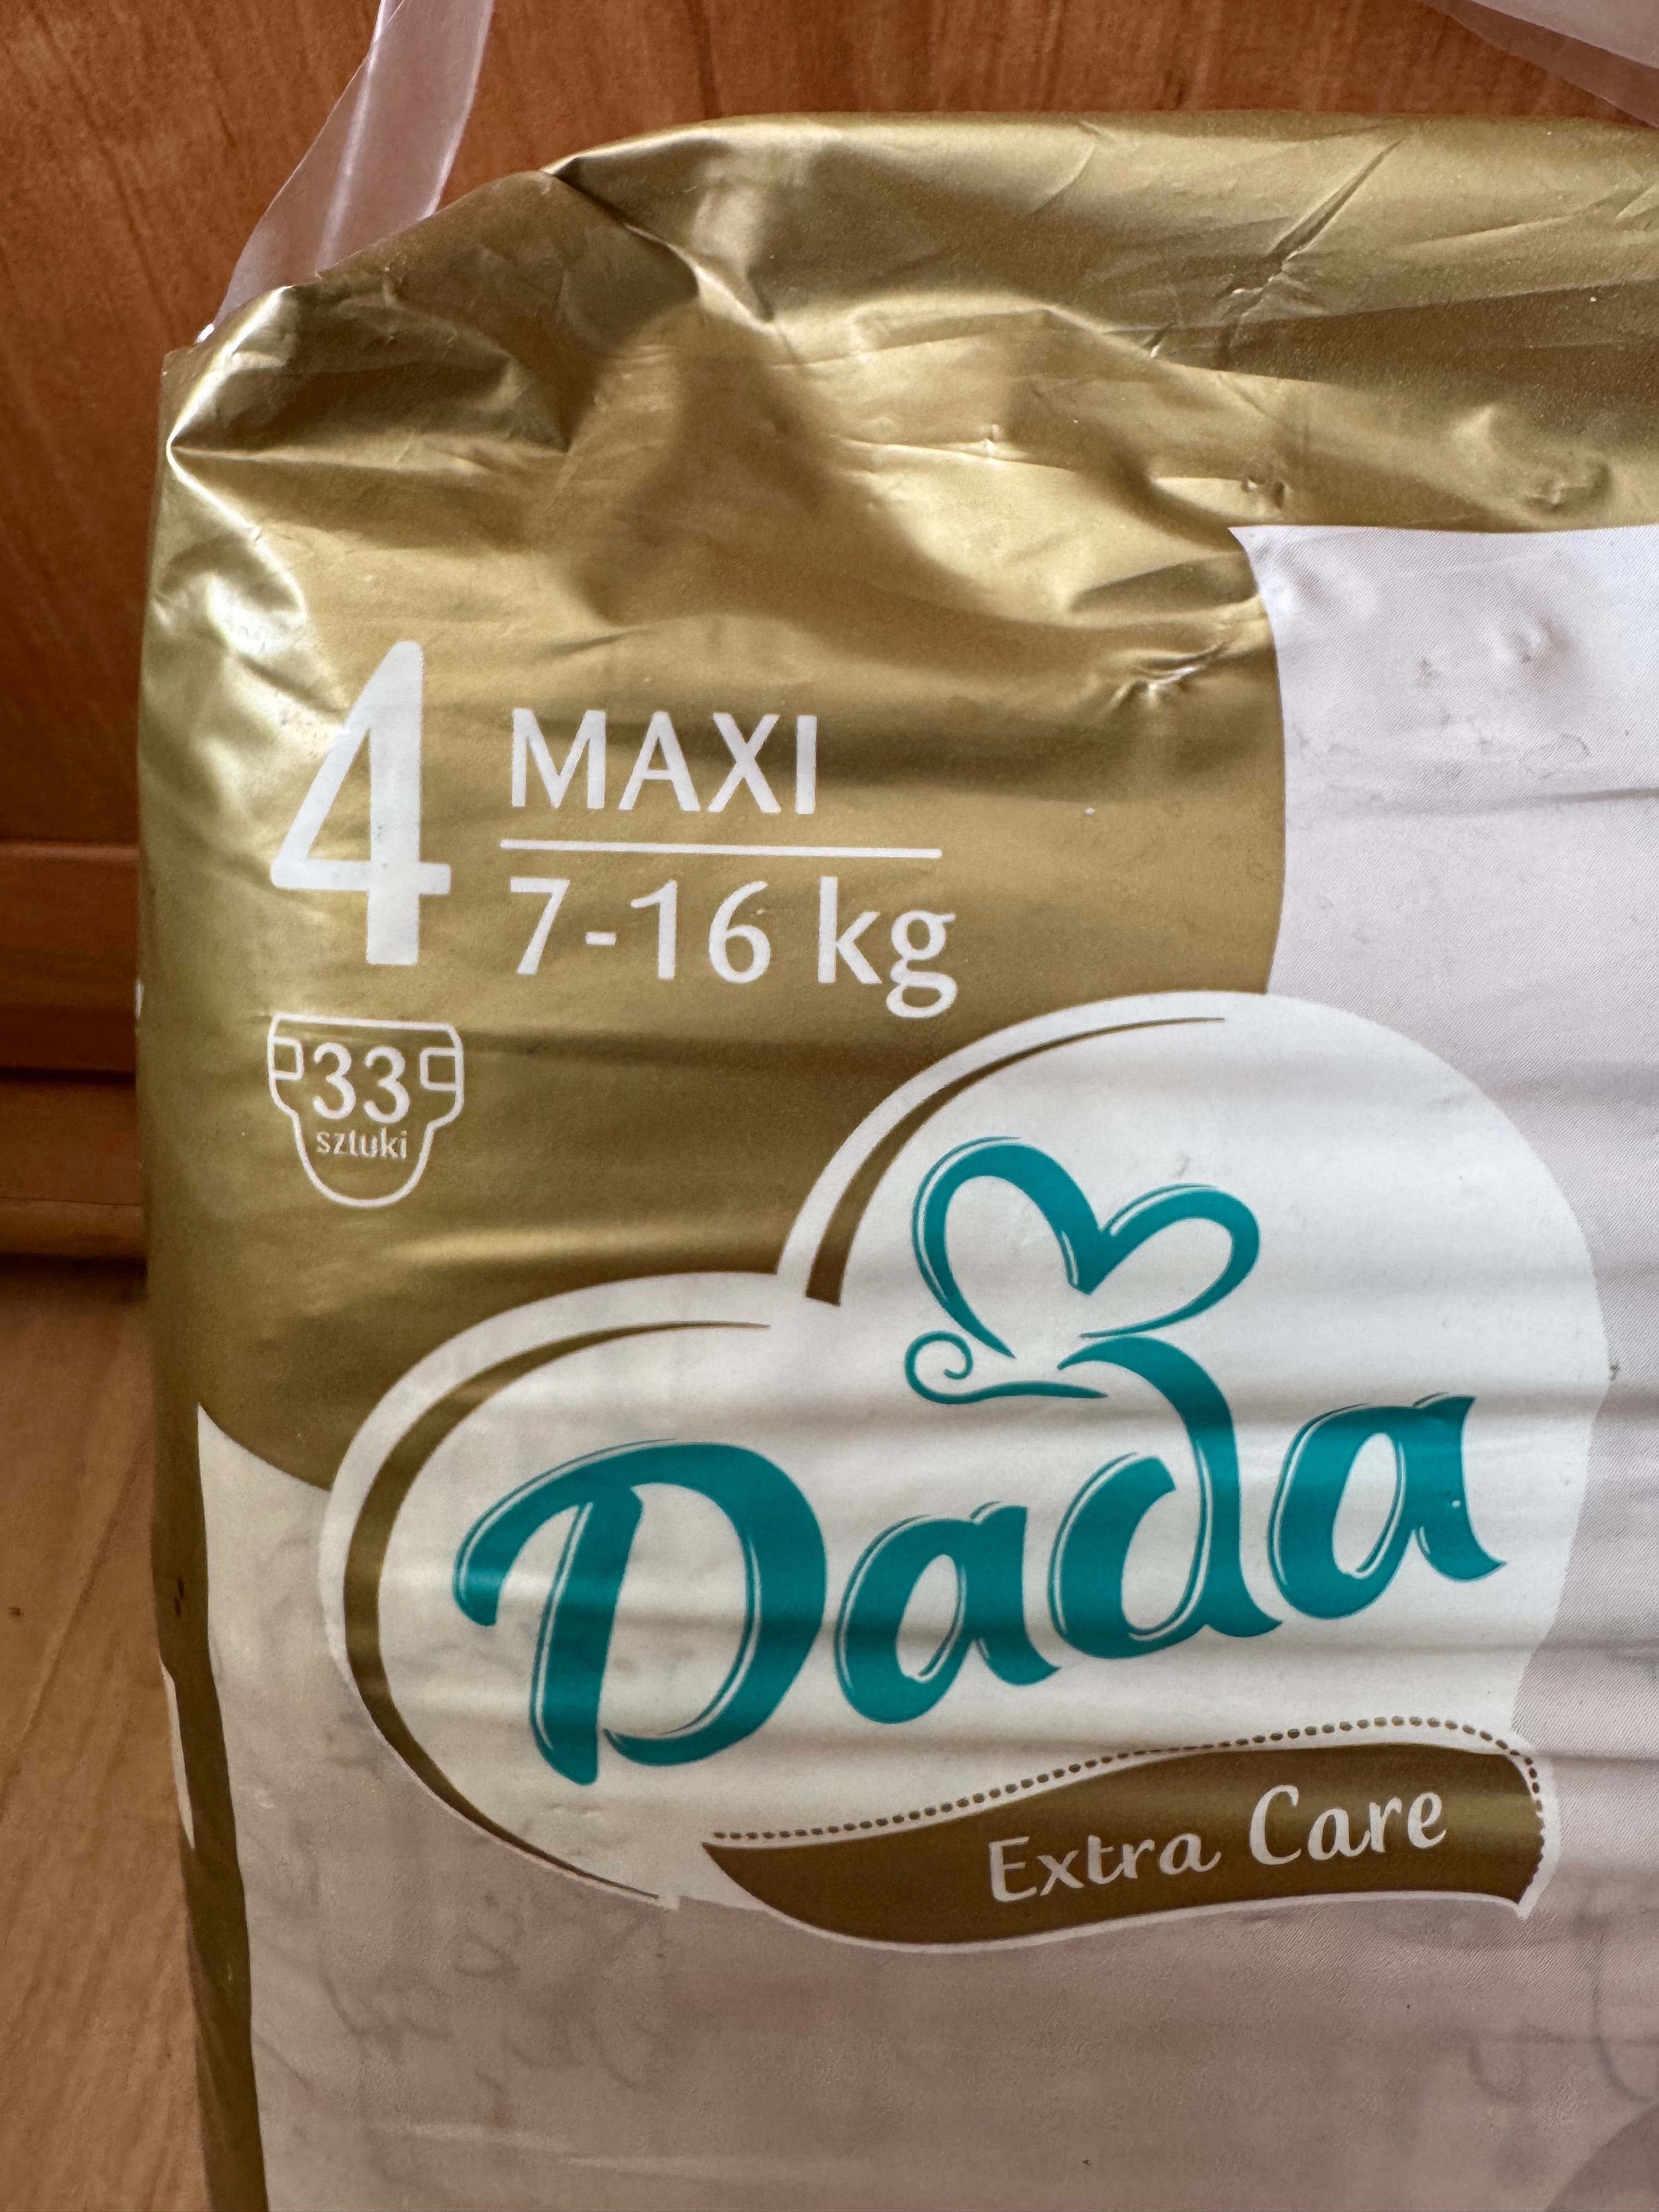 4
MAXI
7-16 kg
33
sztuki
Dada
Extra Care